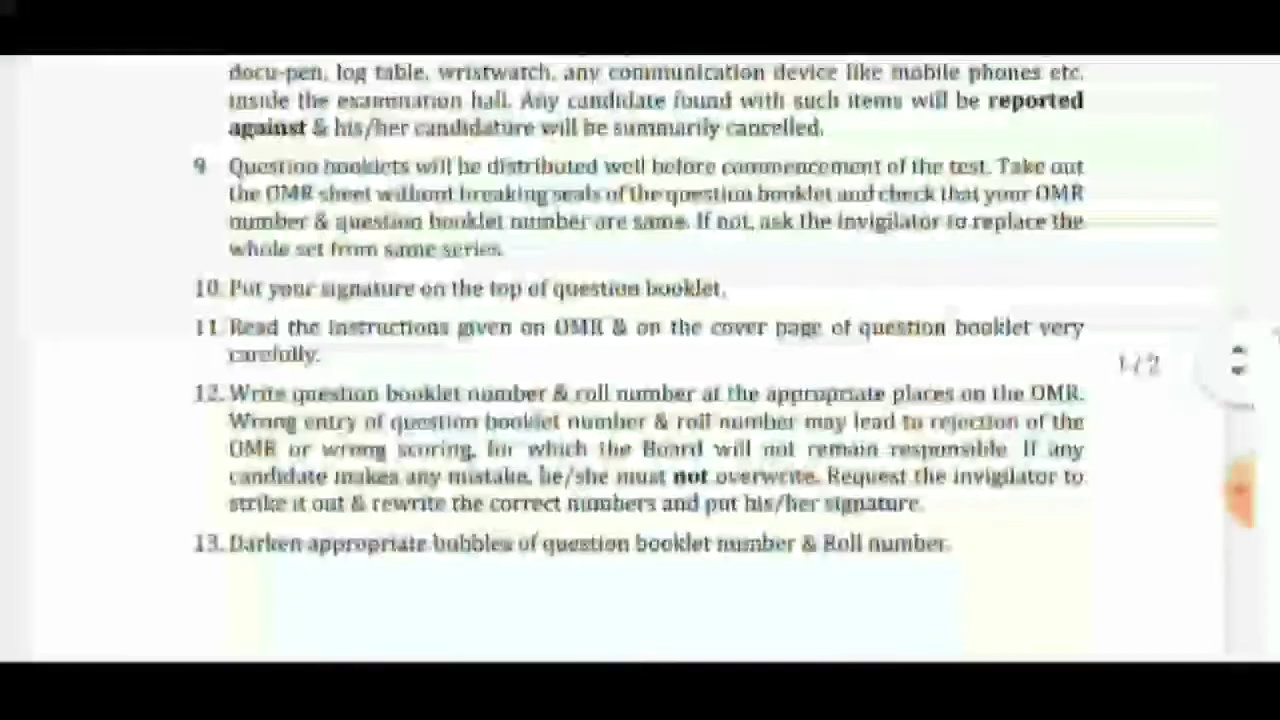 docu-pen, log table, wristwatch, any communication device like mobile phones etc.
inside the examination hall. Any candidate found with such items will be reported
against & his/her candidature will be summarily cancelled.
9 Question booklets will be distributed well before commencement of the test. Take out
the OMR sheet without breaking seals of the question booklet and check that your OMR
number & question booklet number are same. If not, ask the invigilator to replace the
whole set from same series.
10. Put your signature on the top of question booklet.
11. Read the instructions given on OMR & on the cover page of question booklet very
carefully.
1 / 2
12. Write question booklet number & roll number at the appropriate places on the OMR.
Wrong entry of question booklet number & roll number may lead to rejection of the
OMR or wrong scoring, for which the Board will not remain responsible. If any
candidate makes any mistake, he/she must not overwrite. Request the invigilator to
strike it out & rewrite the correct numbers and put his/her signature.
13. Darken appropriate bubbles of question booklet number & Roll number.